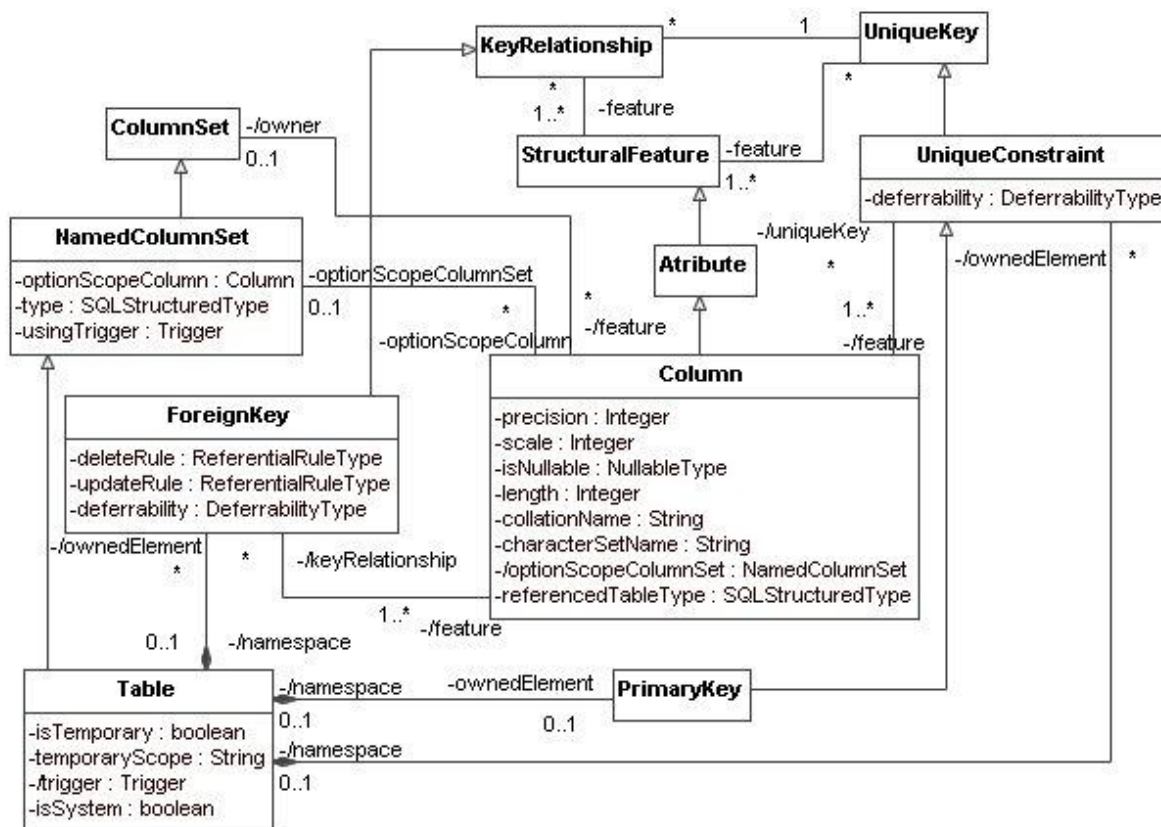 KeyRelationship
*
1
UniqueKey
*
1..*
-feature
*
ColumnSet
-/owner
0..1
StructuralFeature
-feature
1..*
UniqueConstraint
-deferrability : DeferrabilityType
NamedColumnSet
-optionScopeColumn : Column
-type : SQLStructuredType
-usingTrigger : Trigger
-optionScopeColumnSet
0..1
*
-optionScopeColumn
*
-/feature
Atribute
-/uniqueKey
*
1..*
-/feature
-/ownedElement
*
Column
-precision : Integer
-scale : Integer
-isNullable : NullableType
-length : Integer
-collationName : String
-characterSetName : String
-/optionScopeColumnSet : NamedColumnSet
-referencedTableType : SQLStructuredType
ForeignKey
-deleteRule : ReferentialRuleType
-updateRule : ReferentialRuleType
-deferrability : DeferrabilityType
-/ownedElement
*
*
-/keyRelationship
1..*
-/feature
0..1
-/namespace
Table
-isTemporary : boolean
-temporaryScope : String
-/trigger : Trigger
-isSystem : boolean
-/namespace
0..1
-ownedElement
0..1
PrimaryKey
-/namespace
0..1